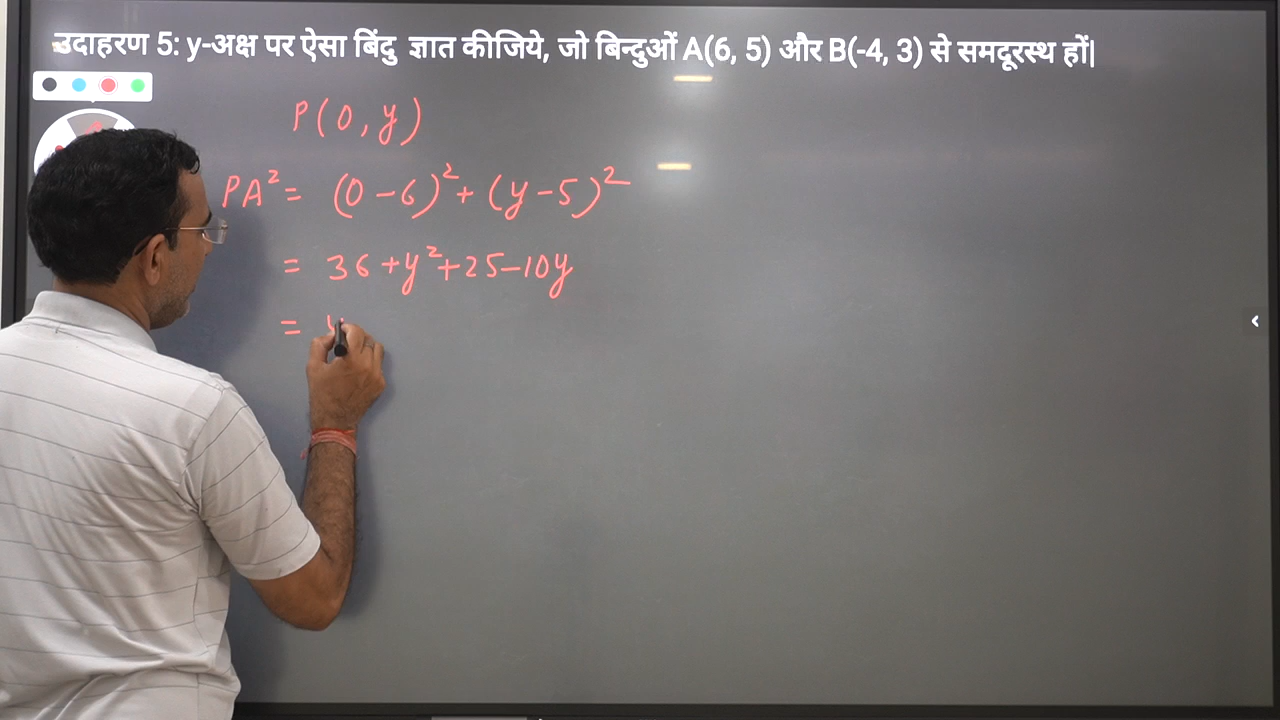 उदाहरण 5: y-अक्ष पर ऐसा बिंदु ज्ञात कीजिये, जो बिन्दुओं A(6, 5) और B(-4, 3) से समदूरस्थ हों|
P(0, y)
PA² = (0-6)² + (y-5)²
= 36 + y² + 25 - 10y
= y